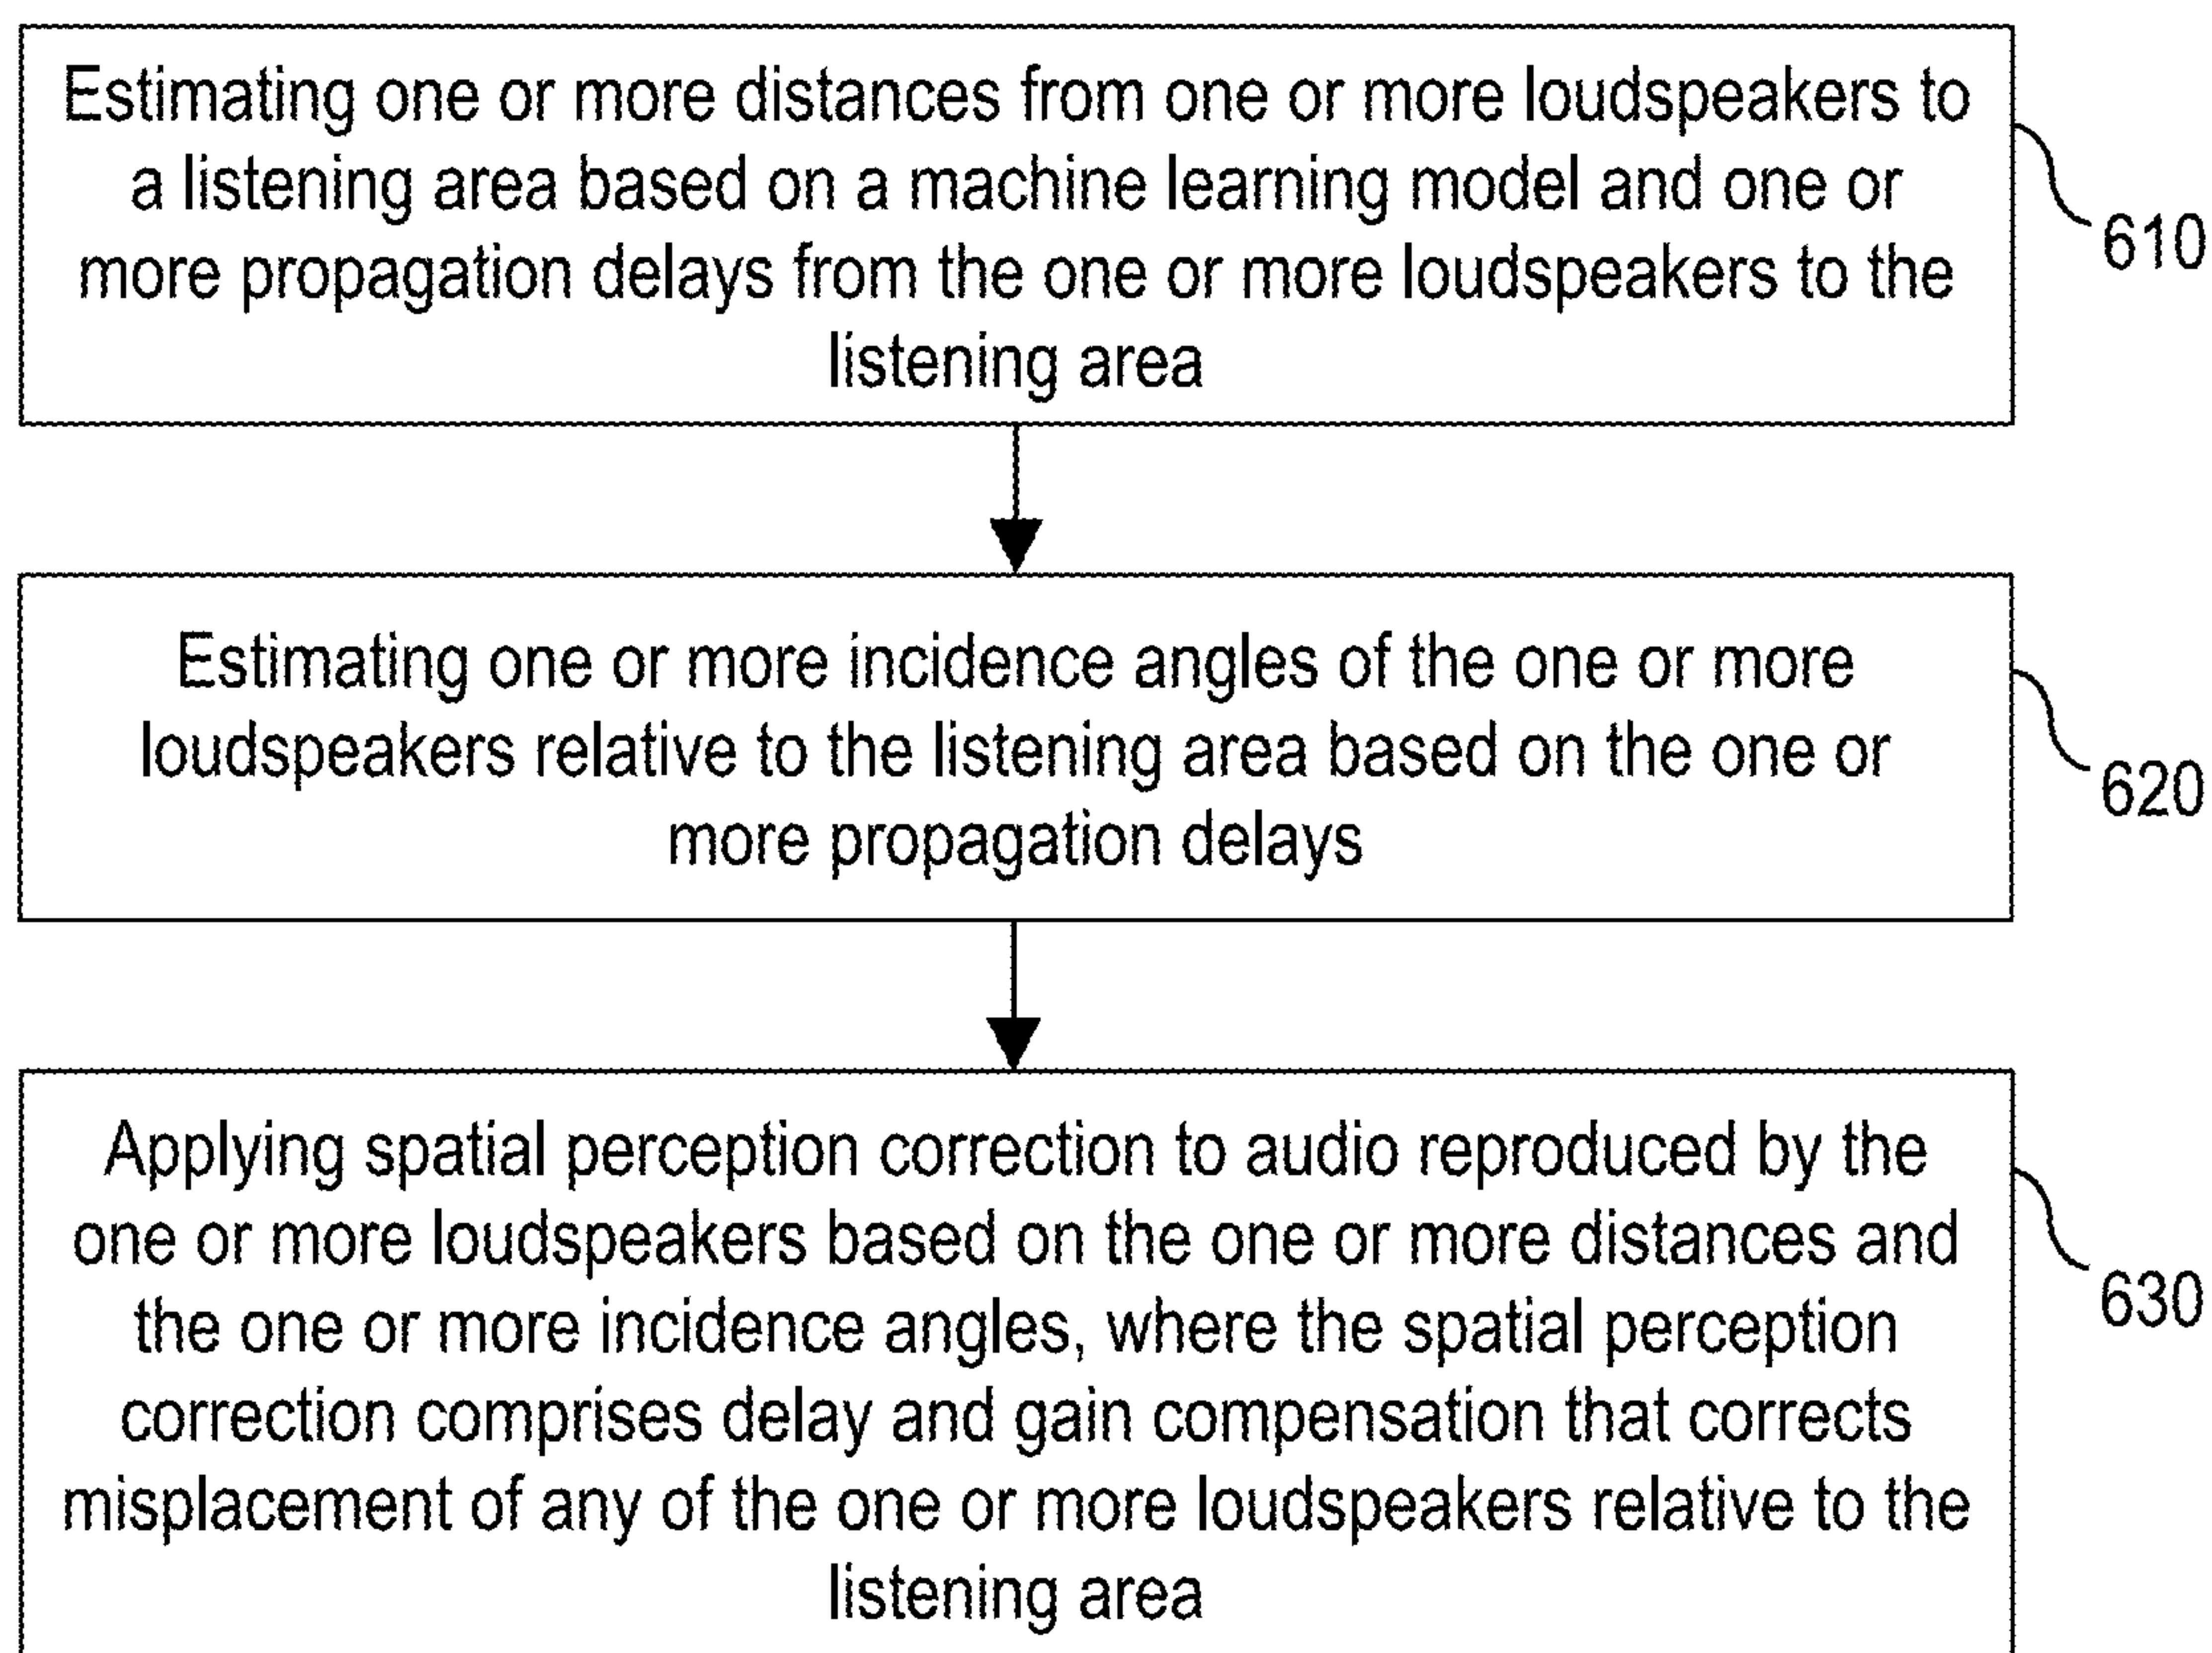 Estimating one or more distances from one or more loudspeakers to
a listening area based on a machine learning model and one or
more propagation delays from the one or more loudspeakers to the
listening area
610
Estimating one or more incidence angles of the one or more
loudspeakers relative to the listening area based on the one or
more propagation delays
620
Applying spatial perception correction to audio reproduced by the
one or more loudspeakers based on the one or more distances and
the one or more incidence angles, where the spatial perception
correction comprises delay and gain compensation that corrects
misplacement of any of the one or more loudspeakers relative to the
listening area
630